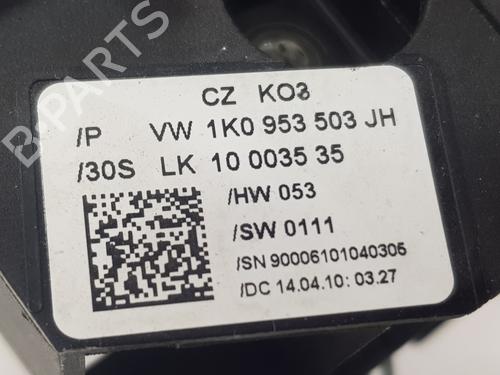 B-PARTS
CZ KO3
/P VW 1K0 953 503 JH
/30S LK 10 0035 35
/HW 053
/SW 0111
/SN 90006101040305
/DC 14.04.10: 03.27